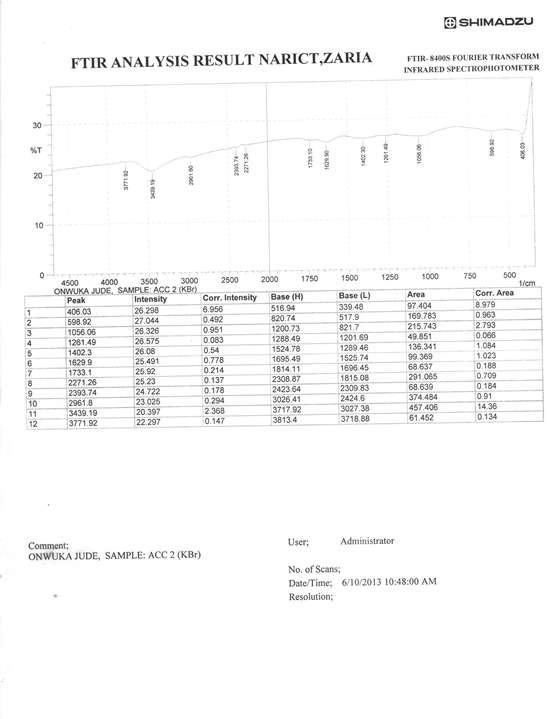 SHIMADZU
FTIR ANALYSIS RESULT NARICT,ZARIA
FTIR- 8400S FOURIER TRANSFORM
INFRARED SPECTROPHOTOMETER
30
%T
20
10
0
3771.92
3439.19
2961.80
2393.74
2271.26
1733.10
1629.90
1402.30
1261.49
1056.06
598.92
406.03
4500 4000 3500 3000 2500 2000 1750 1500 1250 1000 750 500
1/cm
ONWUKA JUDE, SAMPLE: ACC 2 (KBr)
Peak Intensity Corr. Intensity Base (H) Base (L) Area Corr. Area
1 406.03 26.298 6.956 516.94 339.48 97.404 8.979
2 598.92 27.044 0.492 820.74 517.9 169.783 0.963
3 1056.06 26.326 0.951 1200.73 821.7 215.743 2.793
4 1261.49 26.575 0.083 1288.49 1201.69 49.851 0.066
5 1402.3 26.08 0.54 1524.78 1289.46 136.341 1.084
6 1629.9 25.491 0.778 1695.49 1525.74 99.369 1.023
7 1733.1 25.92 0.214 1814.11 1696.45 68.637 0.188
8 2271.26 25.23 0.137 2308.87 1815.08 291.065 0.709
9 2393.74 24.722 0.178 2423.64 2309.83 68.639 0.184
10 2961.8 23.025 0.294 3026.41 2424.6 374.484 0.91
11 3439.19 20.397 2.368 3717.92 3027.38 457.406 14.36
12 3771.92 22.297 0.147 3813.4 3718.88 61.452 0.134
Comment;
ONWUKA JUDE, SAMPLE: ACC 2 (KBr)
User; Administrator
No. of Scans;
Date/Time; 6/10/2013 10:48:00 AM
Resolution;